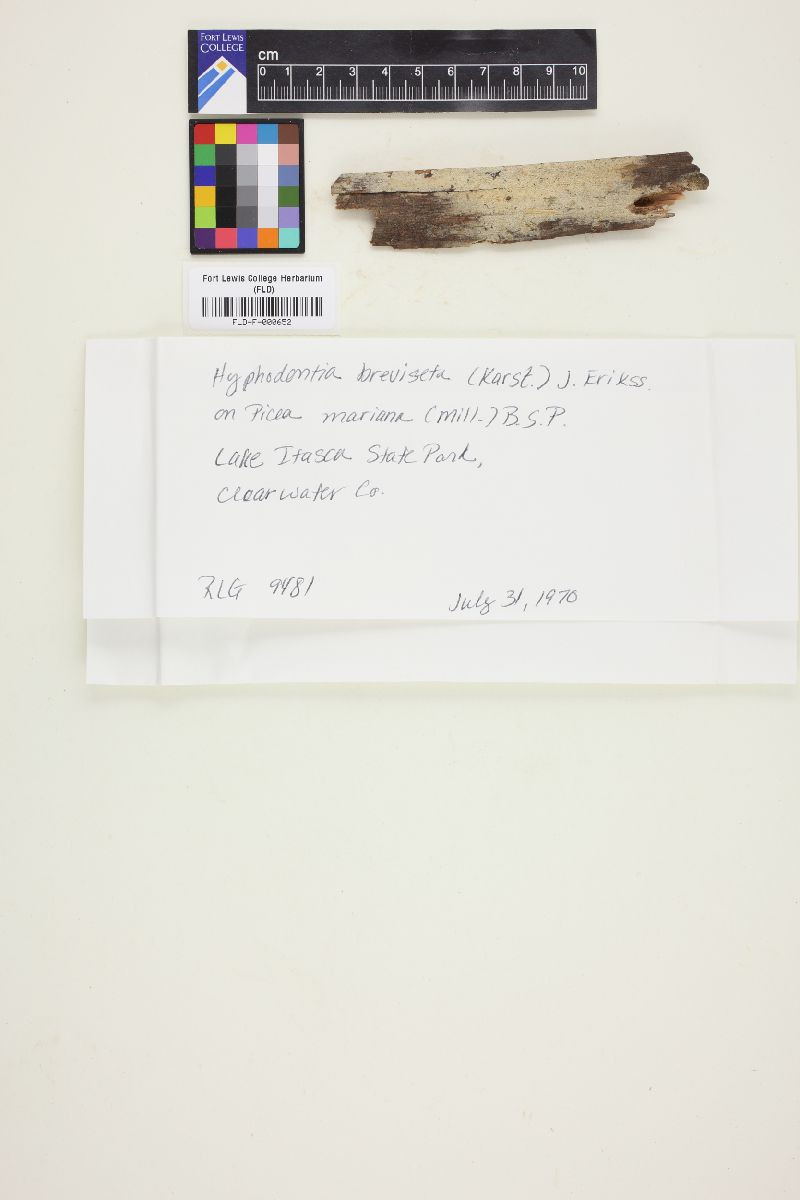 FORT LEWIS
COLLEGE
cm
0 1 2 3 4 5 6 7 8 9 10
Fort Lewis College Herbarium
(FLD)
FLD-F-000652
Hyphodontia breviseta (Karst.) J. Erikss.
on Picea mariana (Mill.) B.S.P.
Lake Itasca State Park,
Clearwater Co.
RLG 9481
July 31, 1970